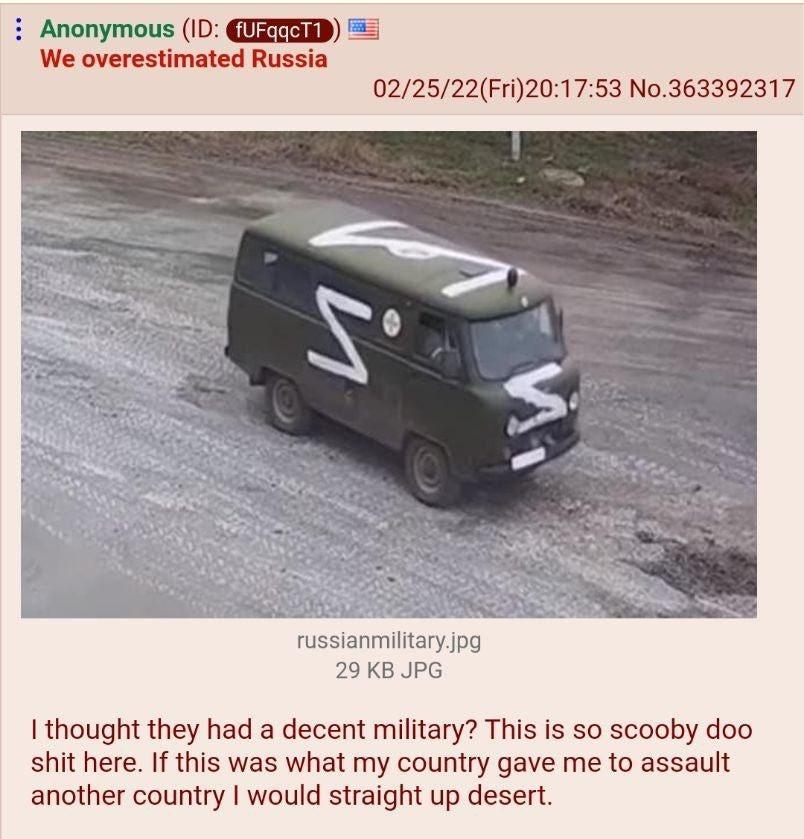 Anonymous (ID: fUFqqcT1)
We overestimated Russia
02/25/22(Fri)20:17:53 No.363392317
Z
Z
Z
russianmilitary.jpg
29 KB JPG
I thought they had a decent military? This is so scooby doo
shit here. If this was what my country gave me to assault
another country I would straight up desert.